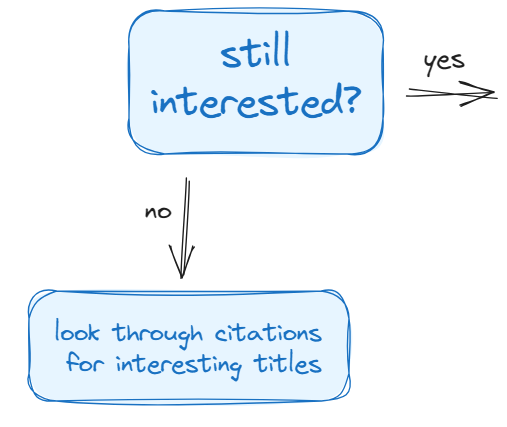 still
interested?
yes
no
look through citations
for interesting titles